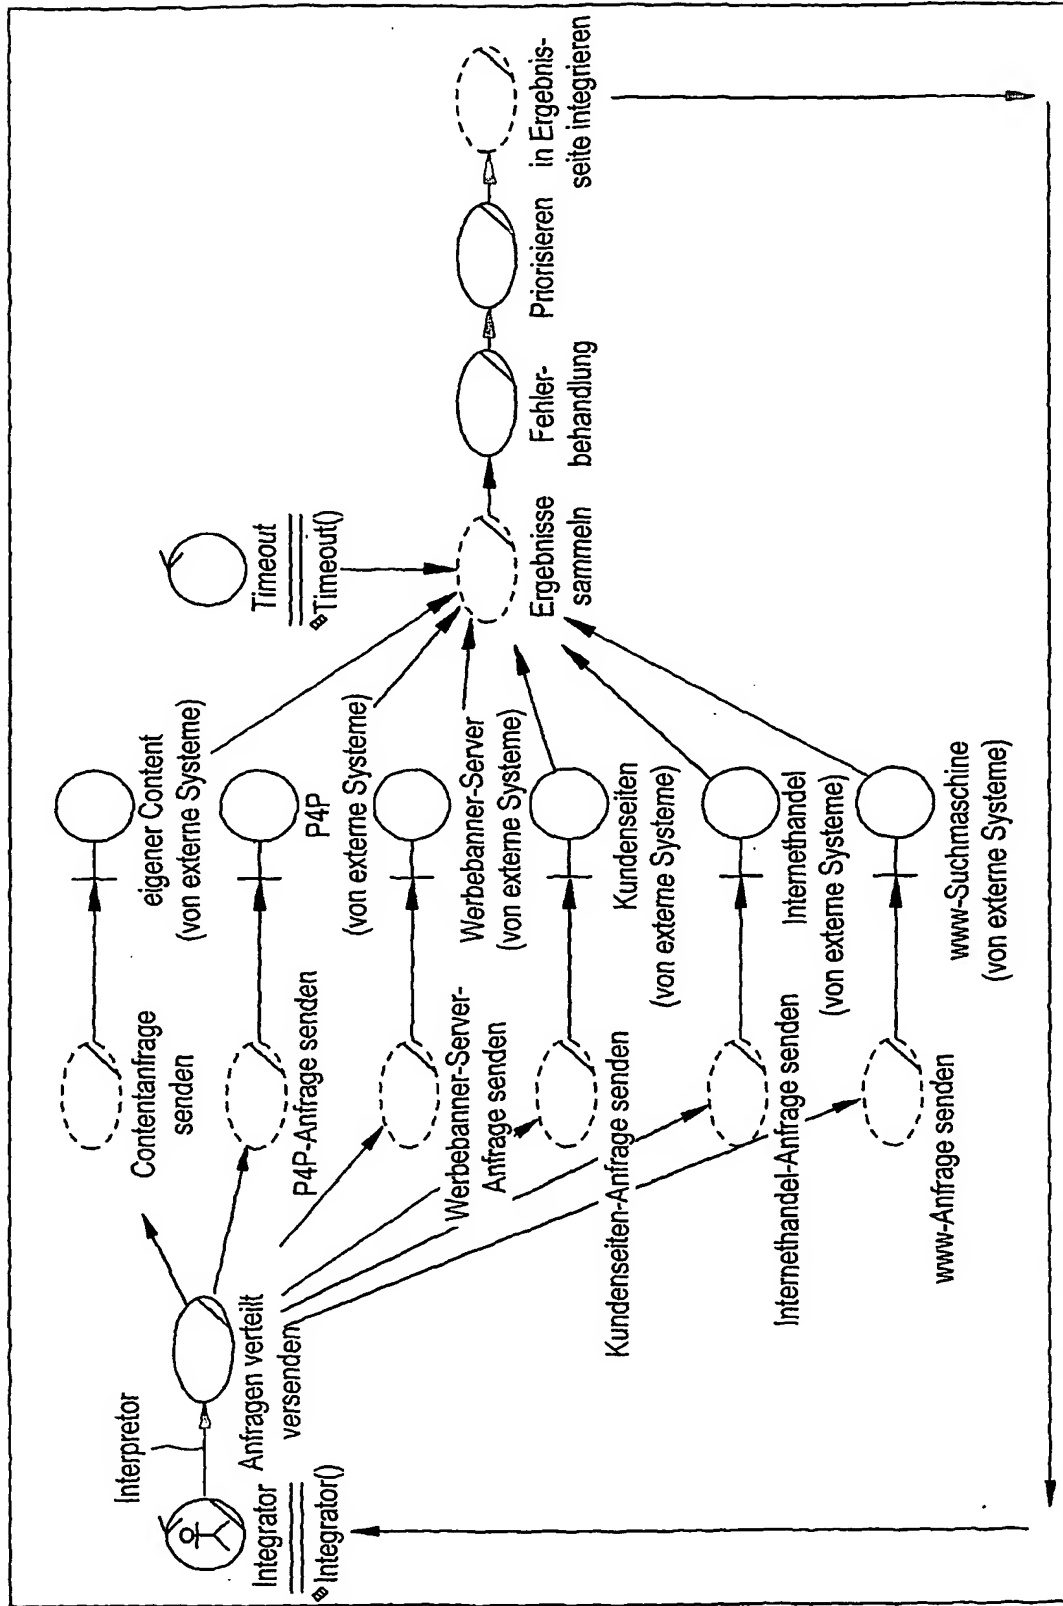 Interpretor
Integrator
Integrator()
Anfragen verteilt
versenden
Contentanfrage
senden
P4P-Anfrage senden
Werbebanner-Server-
Anfrage senden
Kundenseiten-Anfrage senden
Internethandel-Anfrage senden
www-Anfrage senden
eigener Content
(von externe Systeme)
P4P
(von externe Systeme)
Werbebanner-Server
(von externe Systeme)
Kundenseiten
(von externe Systeme)
Internethandel
(von externe Systeme)
www-Suchmaschine
(von externe Systeme)
Timeout
Timeout()
Ergebnisse
sammeln
Fehler-
behandlung
Priorisieren
in Ergebnis-
seite integrieren